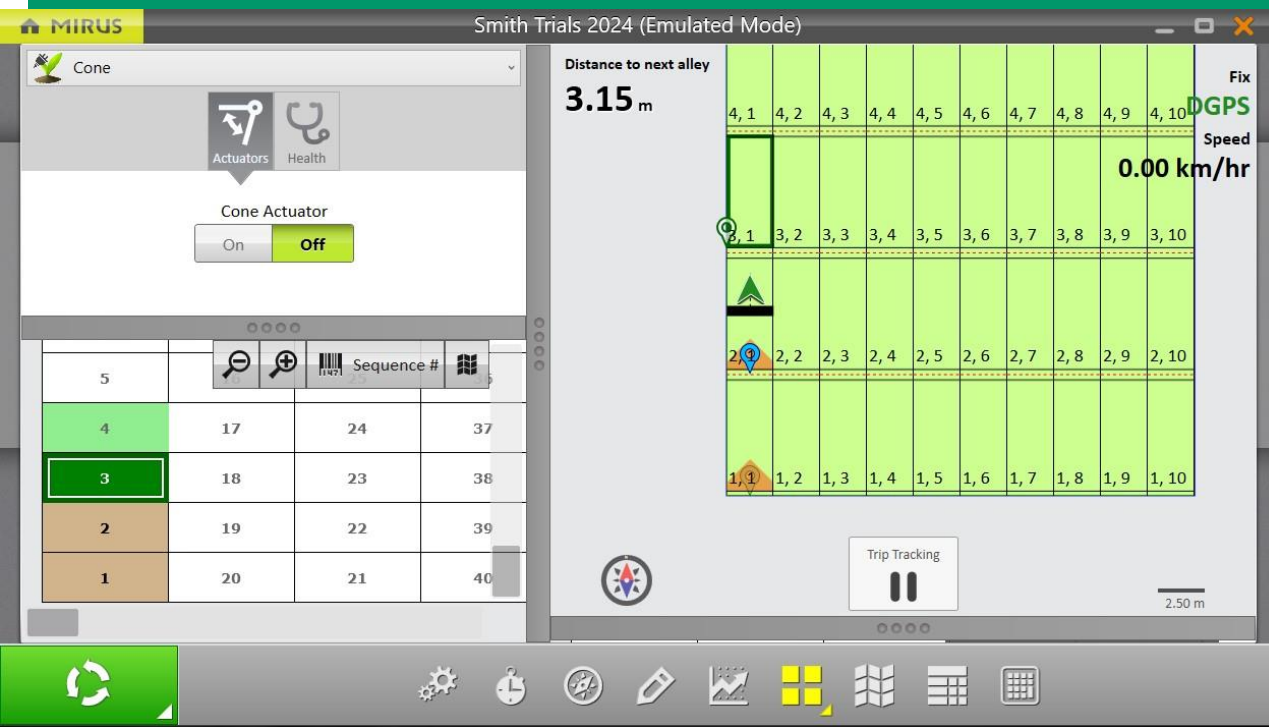 MIRUS
Smith Trials 2024 (Emulated Mode)
Cone
Actuators
Health
Cone Actuator
On
Off
Sequence #
5
4 17 24 37
3 18 23 38
2 19 22 39
1 20 21 40
Distance to next alley
3.15 m
Fix
DGPS
Speed
0.00 km/hr
4, 1 4, 2 4, 3 4, 4 4, 5 4, 6 4, 7 4, 8 4, 9 4, 10
3, 1 3, 2 3, 3 3, 4 3, 5 3, 6 3, 7 3, 8 3, 9 3, 10
2, 1 2, 2 2, 3 2, 4 2, 5 2, 6 2, 7 2, 8 2, 9 2, 10
1, 1 1, 2 1, 3 1, 4 1, 5 1, 6 1, 7 1, 8 1, 9 1, 10
Trip Tracking
2.50 m